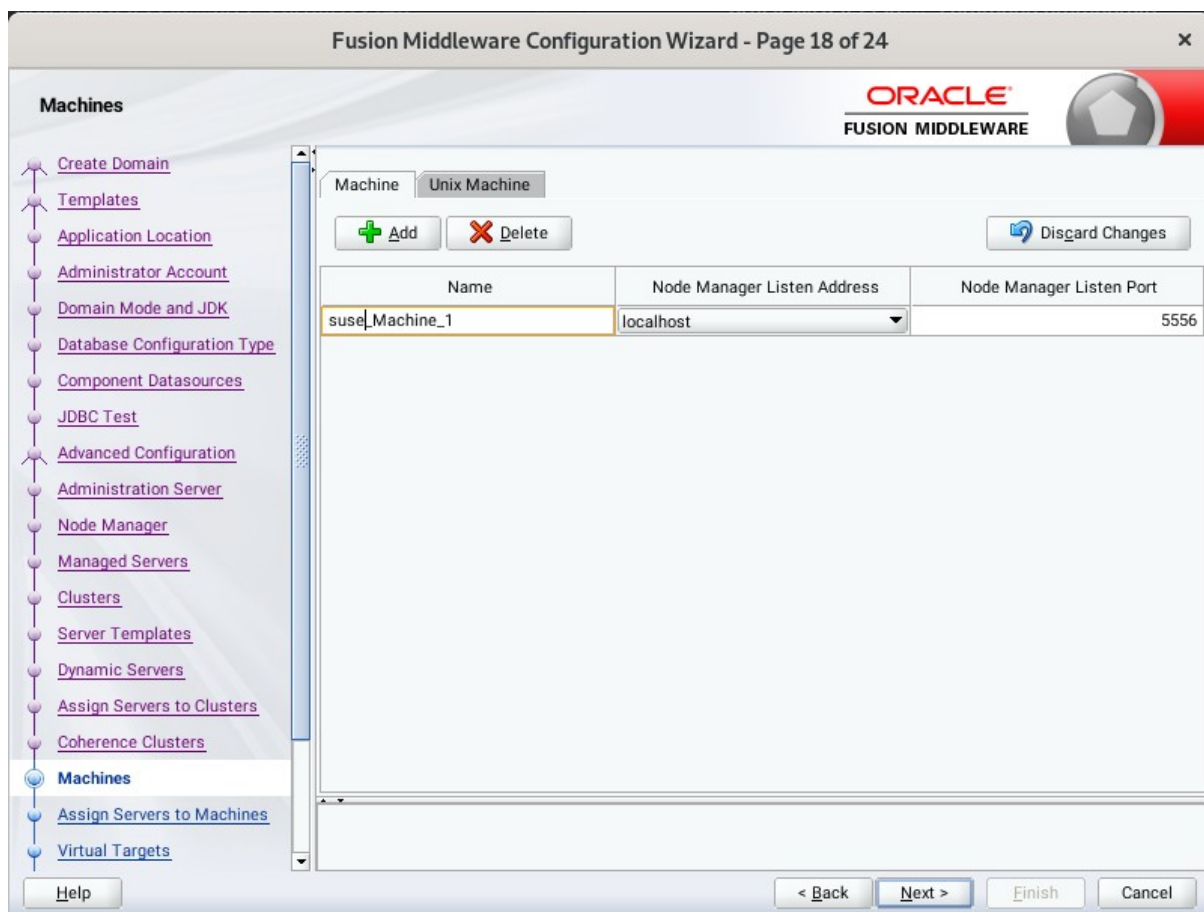 Fusion Middleware Configuration Wizard - Page 18 of 24
×
Machines
ORACLE
FUSION MIDDLEWARE
Create Domain
Templates
Application Location
Administrator Account
Domain Mode and JDK
Database Configuration Type
Component Datasources
JDBC Test
Advanced Configuration
Administration Server
Node Manager
Managed Servers
Clusters
Server Templates
Dynamic Servers
Assign Servers to Clusters
Coherence Clusters
Machines
Assign Servers to Machines
Virtual Targets
Machine Unix Machine
Add Delete Discard Changes
Name Node Manager Listen Address Node Manager Listen Port
suse_Machine_1 localhost 5556
Help < Back Next > Finish Cancel